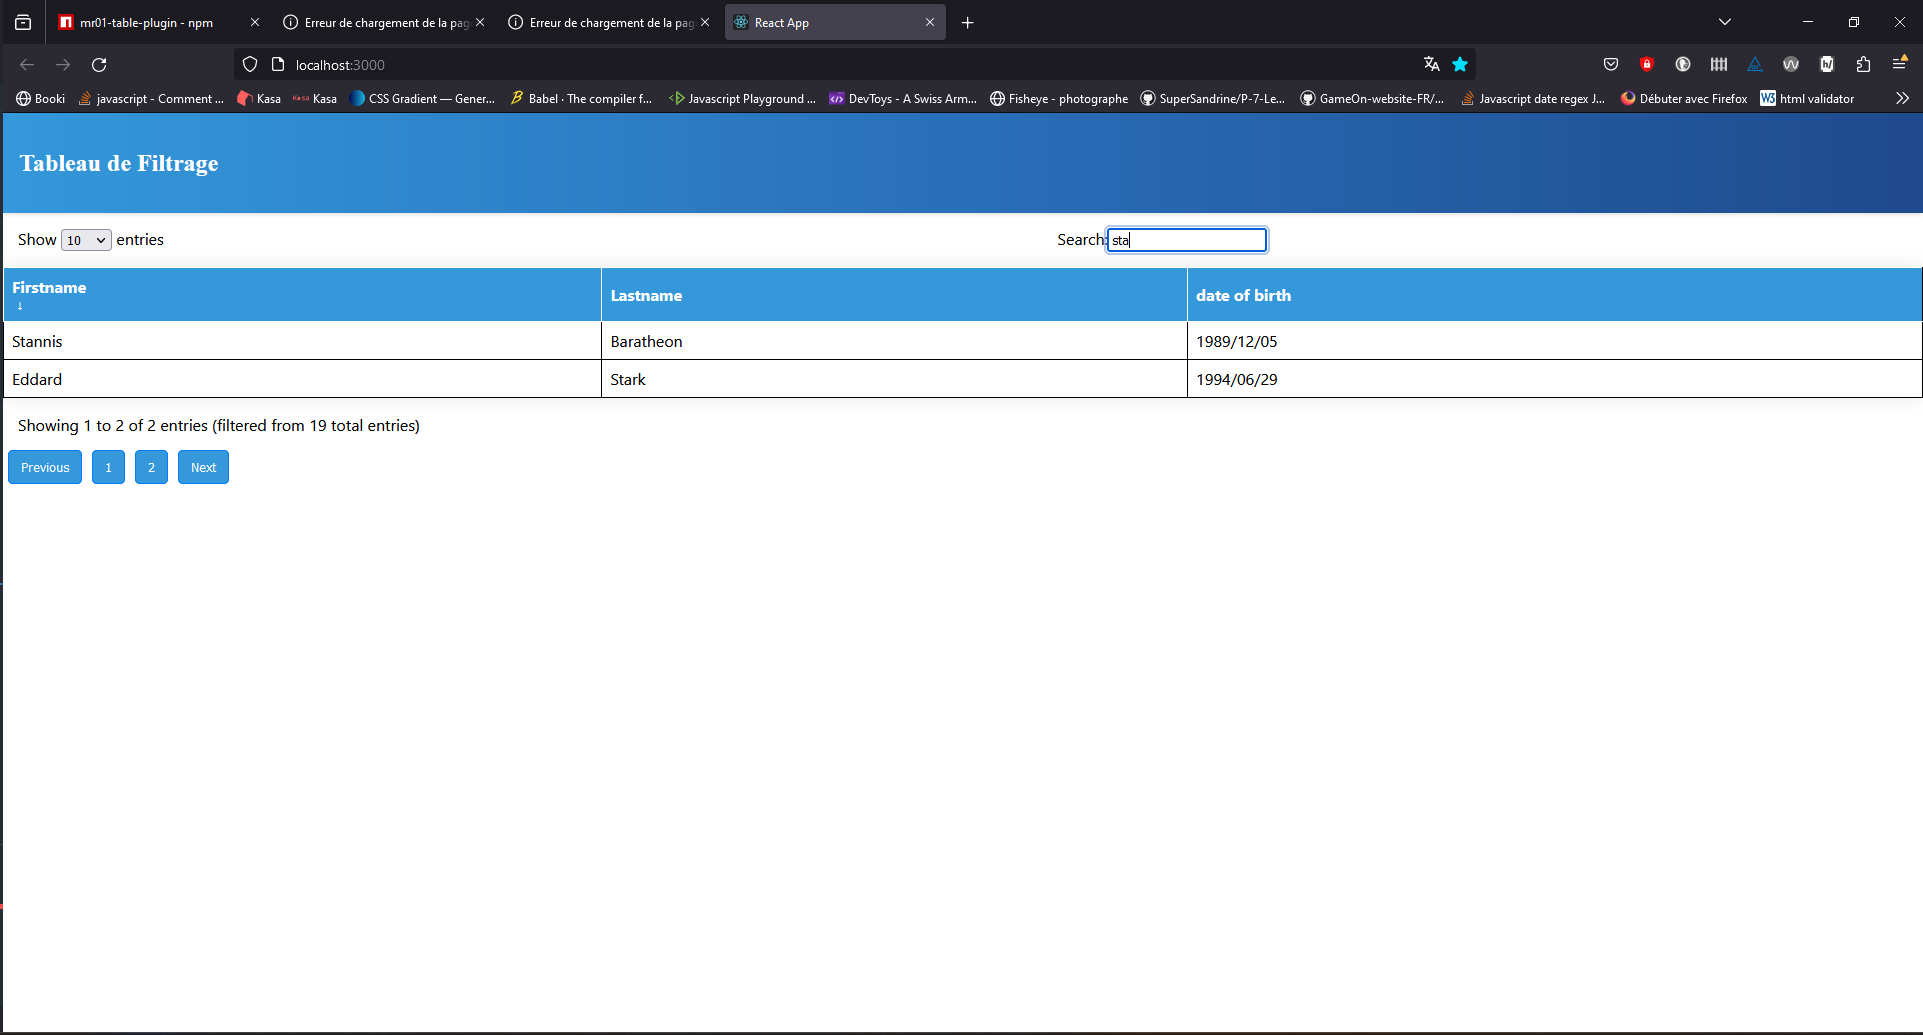 mr01-table-plugin - npm
Erreur de chargement de la pag
Erreur de chargement de la pag
React App
localhost:3000
Booki
javascript - Comment ...
Kasa
Kasa
CSS Gradient — Gener...
Babel · The compiler f...
Javascript Playground ...
DevToys - A Swiss Arm...
Fisheye - photographe
SuperSandrine/P-7-Le...
GameOn-website-FR/...
Javascript date regex J...
Débuter avec Firefox
W3 html validator
Tableau de Filtrage
Show 10 entries
Search: sta
Firstname ↓ Lastname date of birth
Stannis Baratheon 1989/12/05
Eddard Stark 1994/06/29
Showing 1 to 2 of 2 entries (filtered from 19 total entries)
Previous 1 2 Next